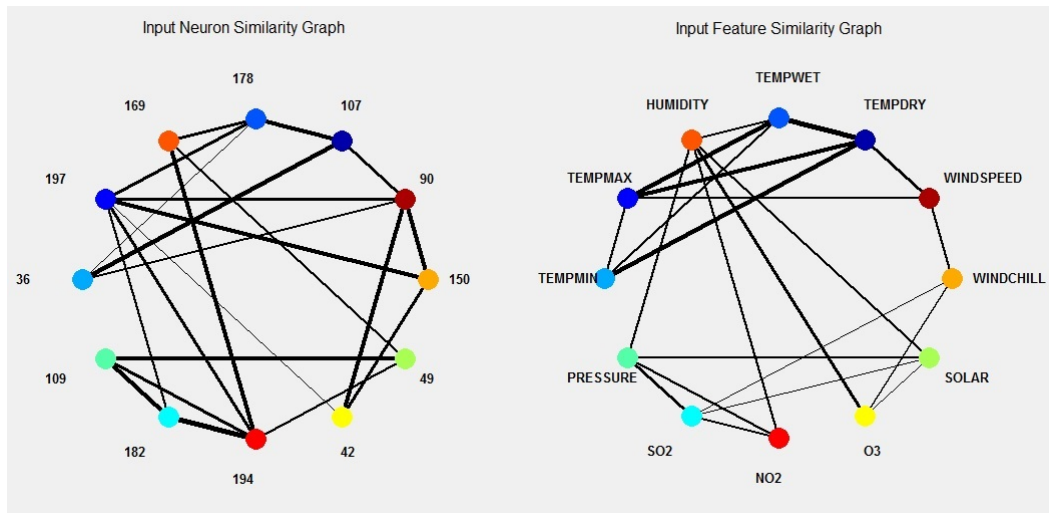 Input Neuron Similarity Graph
178
169
107
197
90
36
150
109
49
182
42
194
Input Feature Similarity Graph
TEMPWET
HUMIDITY
TEMPDRY
TEMPMAX
WINDSPEED
TEMPMIN
WINDCHILL
PRESSURE
SOLAR
SO2
O3
NO2